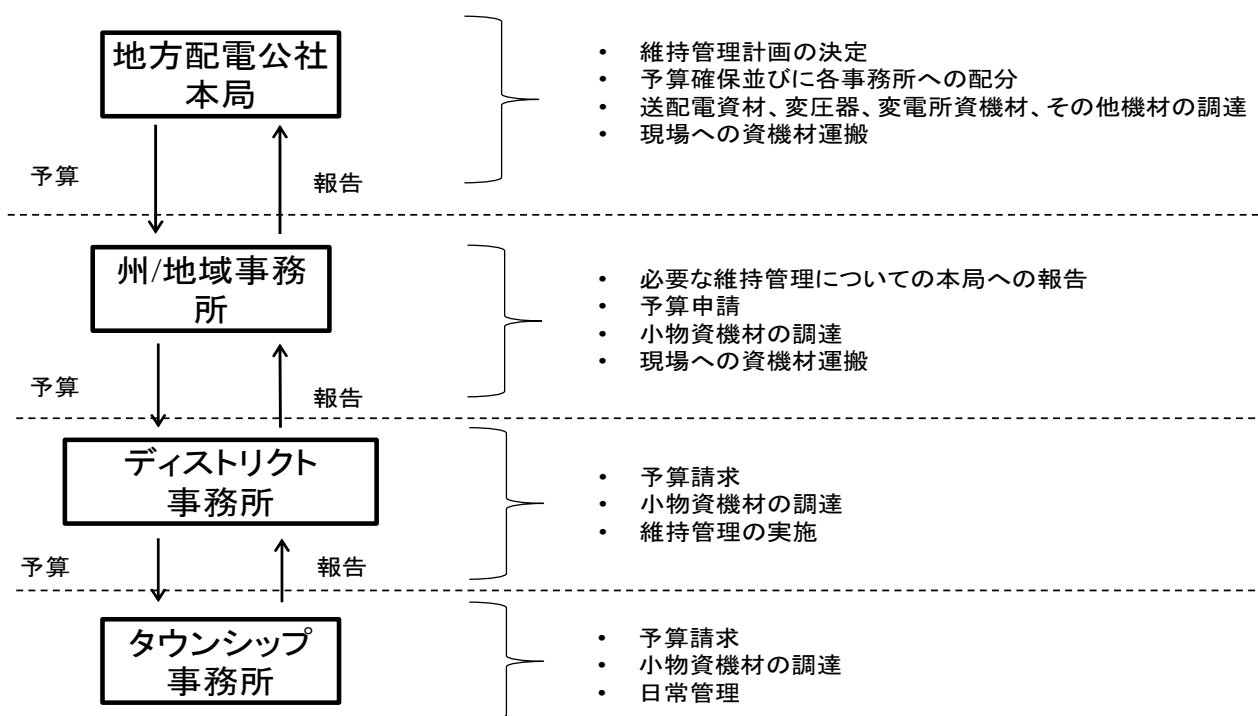 地方配電公社
本局
• 維持管理計画の決定
• 予算確保並びに各事務所への配分
• 送配電資材、変圧器、変電所資機材、その他機材の調達
• 現場への資機材運搬
予算
報告
州/地域事務
所
• 必要な維持管理についての本局への報告
• 予算申請
• 小物資機材の調達
• 現場への資機材運搬
予算
報告
ディストリクト
事務所
• 予算請求
• 小物資機材の調達
• 維持管理の実施
予算
報告
タウンシップ
事務所
• 予算請求
• 小物資機材の調達
• 日常管理